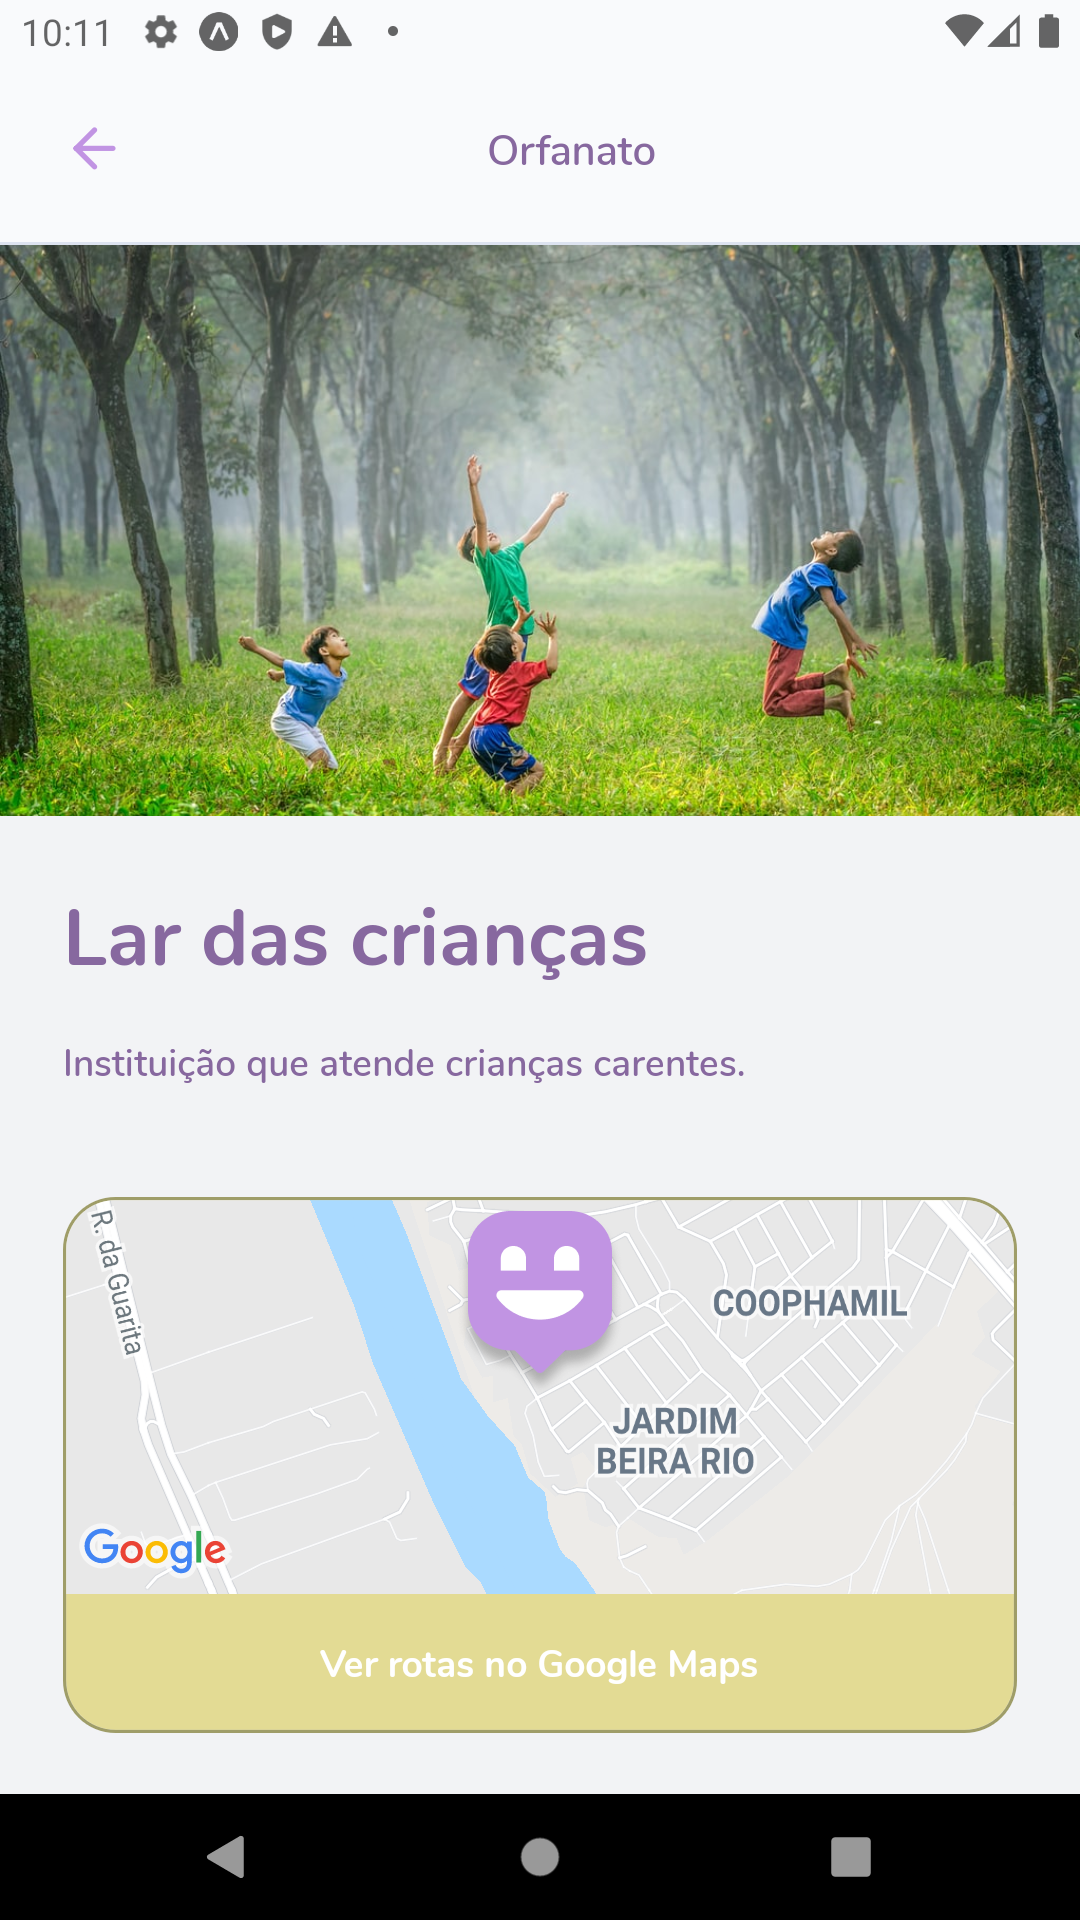 10:11
Orfanato
Lar das crianças
Instituição que atende crianças carentes.
R. da Guarita
COOPHAMIL
JARDIM
BEIRA RIO
Google
Ver rotas no Google Maps